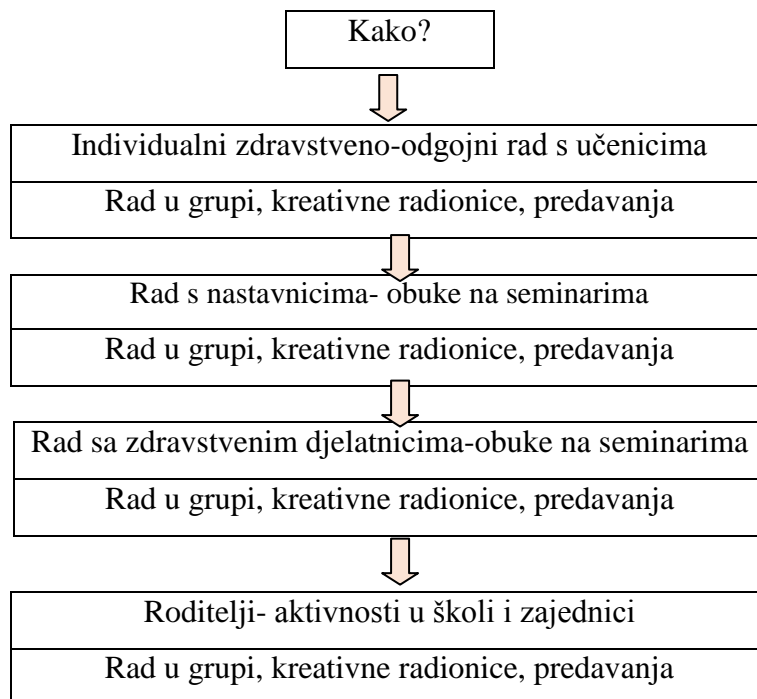 Kako?
Individualni zdravstveno-odgojni rad s učenicima
Rad u grupi, kreativne radionice, predavanja
Rad s nastavnicima- obuke na seminarima
Rad u grupi, kreativne radionice, predavanja
Rad sa zdravstvenim djelatnicima-obuke na seminarima
Rad u grupi, kreativne radionice, predavanja
Roditelji- aktivnosti u školi i zajednici
Rad u grupi, kreativne radionice, predavanja